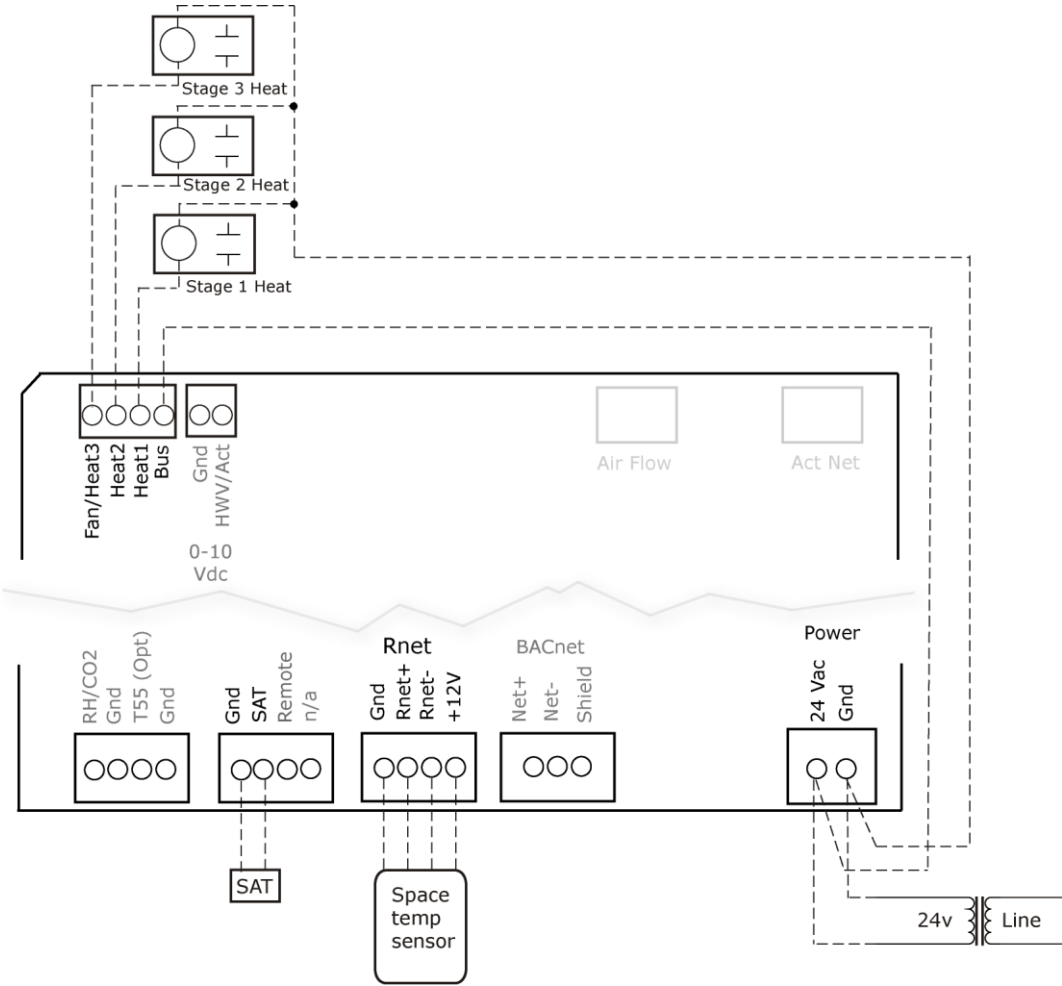 Stage 3 Heat
Stage 2 Heat
Stage 1 Heat
Fan/Heat3
Heat2
Heat1
Bus
Gnd
HWV/Act
0-10
Vdc
Air Flow
Act Net
RH/CO2
Gnd
T55 (Opt)
Gnd
Gnd
SAT
Remote
n/a
Rnet
Gnd
Rnet+
Rnet-
+12V
BACnet
Net+
Net-
Shield
Power
24 Vac
Gnd
SAT
Space
temp
sensor
24v
Line